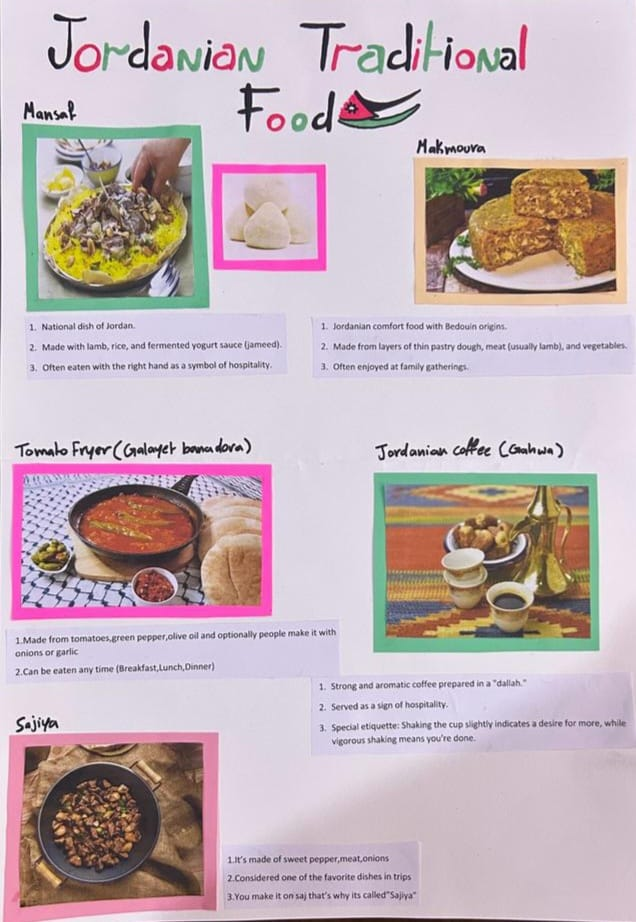 Jordanian Traditional
Food
Mansaf
Makmoura
1. National dish of Jordan.
2. Made with lamb, rice, and fermented yogurt sauce (jameed).
3. Often eaten with the right hand as a symbol of hospitality.
1. Jordanian comfort food with Bedouin origins.
2. Made from layers of thin pastry dough, meat (usually lamb), and vegetables.
3. Often enjoyed at family gatherings.
Tomato Fryer (Galayet banadora)
Jordanian coffee (Gahwa)
1.Made from tomatoes,green pepper,olive oil and optionally people make it with
onions or garlic
2.Can be eaten any time (Breakfast,Lunch,Dinner)
1. Strong and aromatic coffee prepared in a "dallah."
2. Served as a sign of hospitality.
3. Special etiquette: Shaking the cup slightly indicates a desire for more, while
vigorous shaking means you're done.
Sajiya
1.It's made of sweet pepper,meat,onions
2.Considered one of the favorite dishes in trips
3.You make it on saj that's why its called"Sajiya"